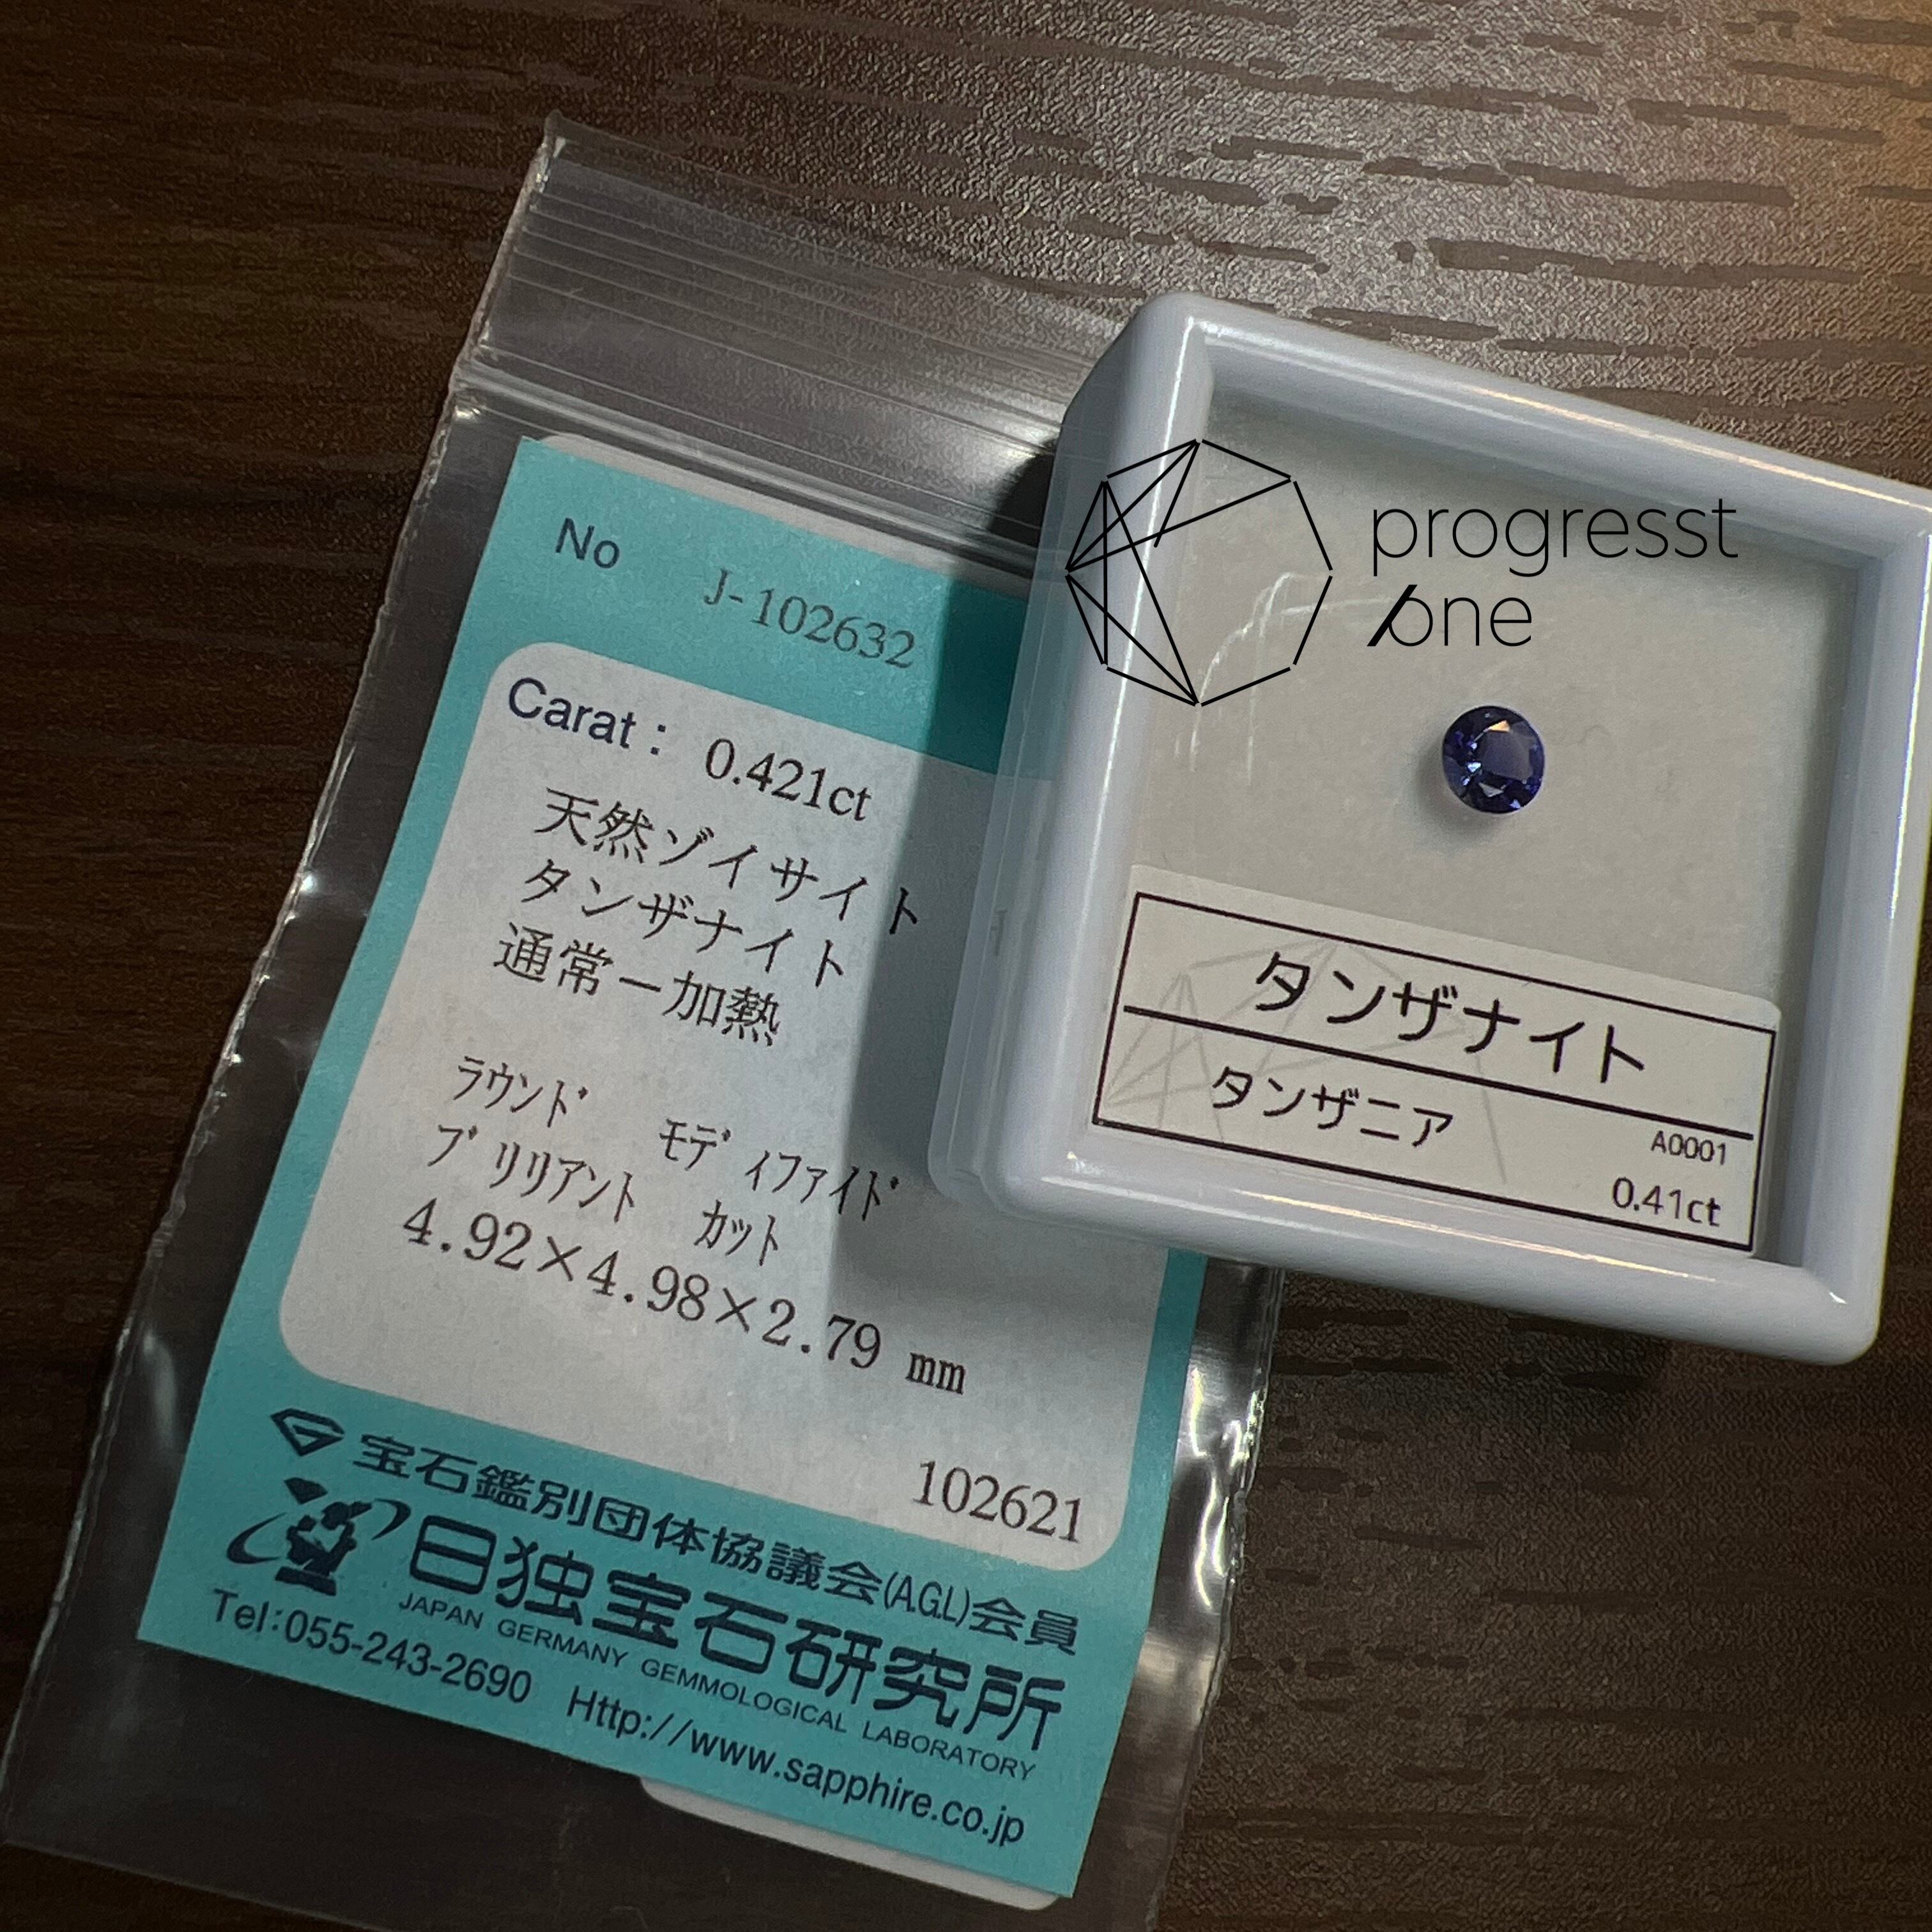 No J-102632
Carat: 0.421ct
天然ゾイサイト
タンザナイト
通常ー加熱
ﾗｳﾝﾄﾞ ﾓﾃﾞｨﾌｧｲﾄﾞ
ﾌﾞﾘﾘｱﾝﾄ ｶｯﾄ
4.92×4.98×2.79 mm
102621
宝石鑑別団体協議会(A.G.L)会員
日独宝石研究所
JAPAN GERMANY GEMMOLOGICAL LABORATORY
Tel:055-243-2690 Http://www.sapphire.co.jp
progresst
one
タンザナイト
タンザニア
A0001
0.41ct